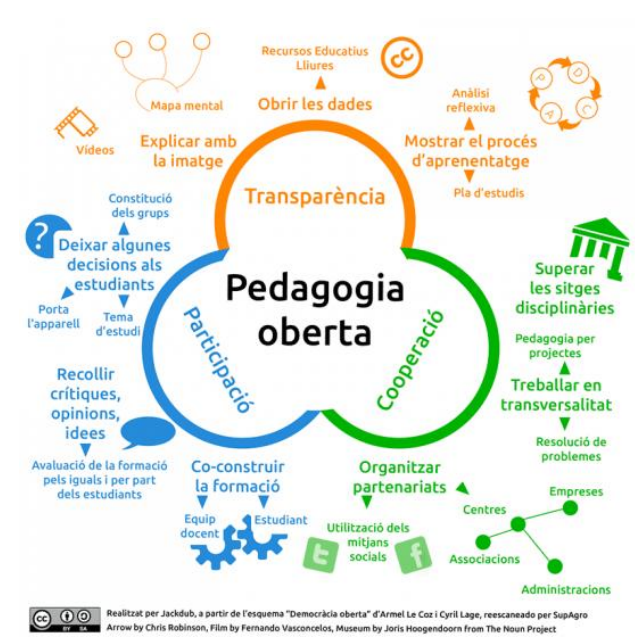 Recursos Educatius
Lliures
cc
Obrir les dades
Mapa mental
Vídeos
Explicar amb
la imatge
Anàlisi
reflexiva
P
D
C
A
Mostrar el procés
d'aprenentatge
Pla d'estudis
Transparència
Constitució
dels grups
?
Deixar algunes
decisions als
estudiants
Porta
l'apparell
Tema
d'estudi
Pedagogia
oberta
Participació
Cooperació
Superar
les sitges
disciplinàries
Pedagogia per
projectes
Treballar en
transversalitat
Resolució de
problemes
Recollir
crítiques,
opinions,
idees
Avaluació de la formació
pels iguals i per part
dels estudiants
Co-construir
la formació
Equip
docent
Estudiant
Organitzar
partenariats
Utilització dels
mitjans
socials
t
f
Centres
Empreses
Associacions
Administracions
cc BY SA
Realitzat per Jackdub, a partir de l'esquema "Democràcia oberta" d'Armel Le Coz i Cyril Lage, reescaneado per SupAgro
Arrow by Chris Robinson, Film by Fernando Vasconcelos, Museum by Joris Hoogendoorn from The Noun Project